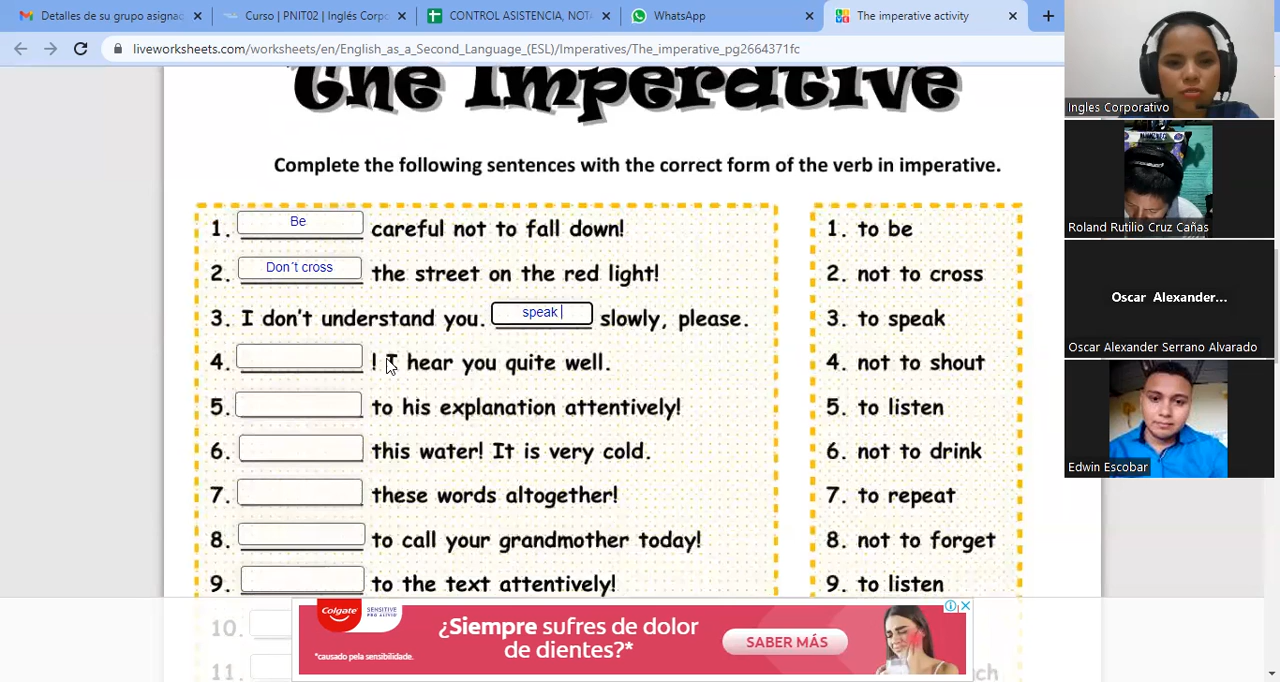 Detalles de su grupo asignac
Curso | PNIT02 | Inglés Corpc
CONTROL ASISTENCIA, NOT
WhatsApp
The imperative activity
liveworksheets.com/worksheets/en/English_as_a_Second_Language_(ESL)/Imperatives/The_imperative_pg2664371fc
The Imperative
Complete the following sentences with the correct form of the verb in imperative.
1. Be careful not to fall down!
2. Don´t cross the street on the red light!
3. I don't understand you. speak slowly, please.
4. ! I hear you quite well.
5. to his explanation attentively!
6. this water! It is very cold.
7. these words altogether!
8. to call your grandmother today!
9. to the text attentively!
10.
11.
1. to be
2. not to cross
3. to speak
4. not to shout
5. to listen
6. not to drink
7. to repeat
8. not to forget
9. to listen
ch
Colgate
SENSITIVE
PRO ALIVIO
*causado pela sensibilidade.
¿Siempre sufres de dolor
de dientes?*
SABER MÁS
Ingles Corporativo
Roland Rutilio Cruz Cañas
Oscar Alexander...
Oscar Alexander Serrano Alvarado
Edwin Escobar